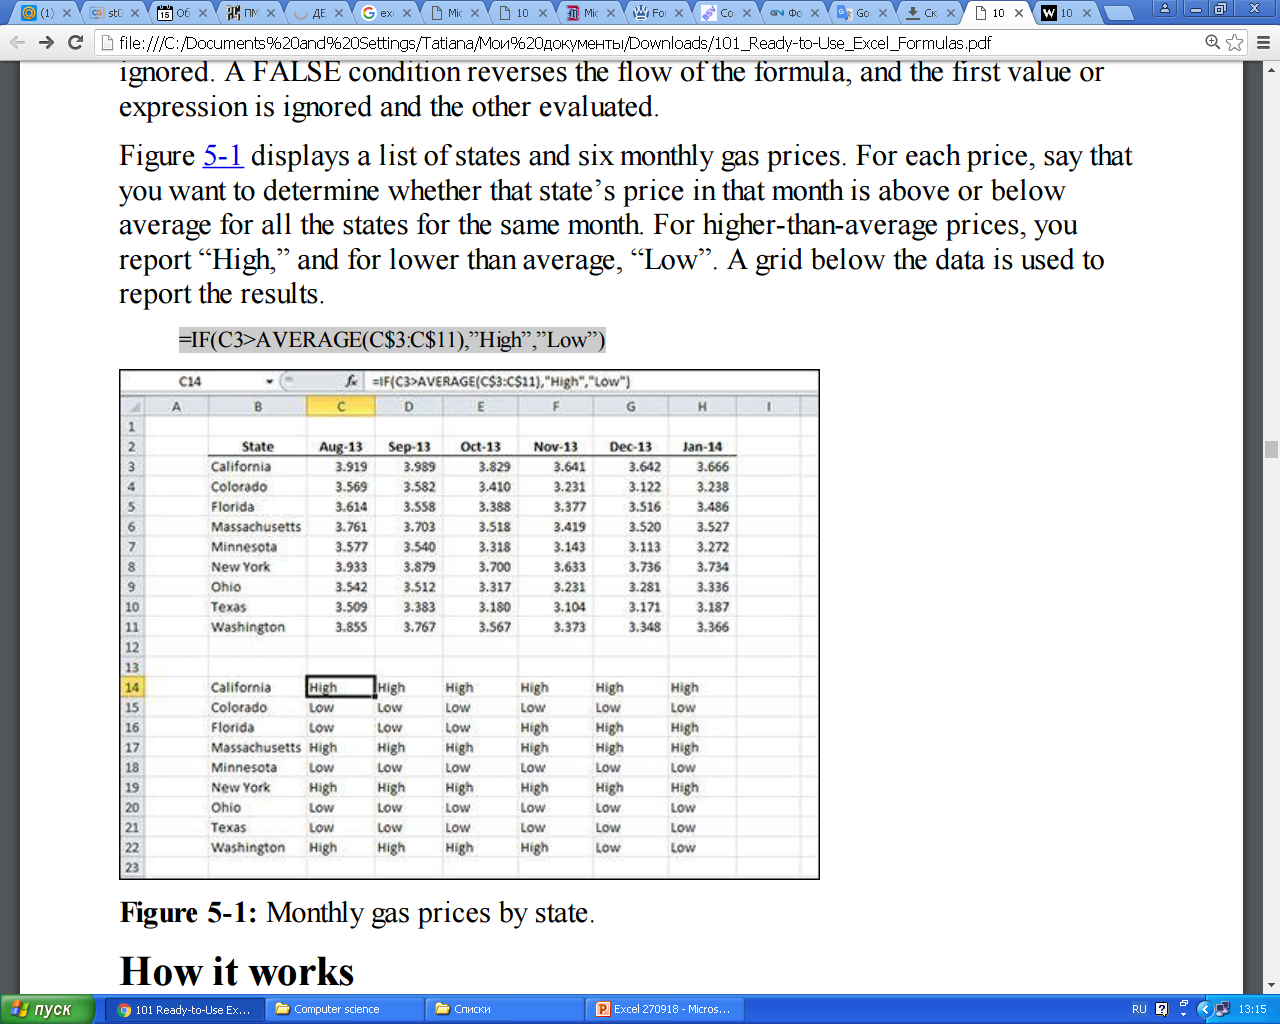 (1)
st0
15 Об
ПМ
ДЕ
ex
Mic
10
Mic
For
Co
Фо
Go
Ск
10
W 10
file:///C:/Documents%20and%20Settings/Tatiana/Мои%20документы/Downloads/101_Ready-to-Use_Excel_Formulas.pdf
ignored. A FALSE condition reverses the flow of the formula, and the first value or
expression is ignored and the other evaluated.
Figure 5-1 displays a list of states and six monthly gas prices. For each price, say that
you want to determine whether that state’s price in that month is above or below
average for all the states for the same month. For higher-than-average prices, you
report “High,” and for lower than average, “Low”. A grid below the data is used to
report the results.
=IF(C3>AVERAGE(C$3:C$11),”High”,”Low”)
C14 fx =IF(C3>AVERAGE(C$3:C$11),"High","Low")
A B C D E F G H I
1
2 State Aug-13 Sep-13 Oct-13 Nov-13 Dec-13 Jan-14
3 California 3.919 3.989 3.829 3.641 3.642 3.666
4 Colorado 3.569 3.582 3.410 3.231 3.122 3.238
5 Florida 3.614 3.558 3.388 3.377 3.516 3.486
6 Massachusetts 3.761 3.703 3.518 3.419 3.520 3.527
7 Minnesota 3.577 3.540 3.318 3.143 3.113 3.272
8 New York 3.933 3.879 3.700 3.633 3.736 3.734
9 Ohio 3.542 3.512 3.317 3.231 3.281 3.336
10 Texas 3.509 3.383 3.180 3.104 3.171 3.187
11 Washington 3.855 3.767 3.567 3.373 3.348 3.366
12
13
14 California High High High High High High
15 Colorado Low Low Low Low Low Low
16 Florida Low Low Low High High High
17 Massachusetts High High High High High High
18 Minnesota Low Low Low Low Low Low
19 New York High High High High High High
20 Ohio Low Low Low Low Low Low
21 Texas Low Low Low Low Low Low
22 Washington High High High High Low Low
23
Figure 5-1: Monthly gas prices by state.
How it works
пуск
101 Ready-to-Use Ex...
Computer science
Списки
Excel 270918 - Micros...
RU
13:15